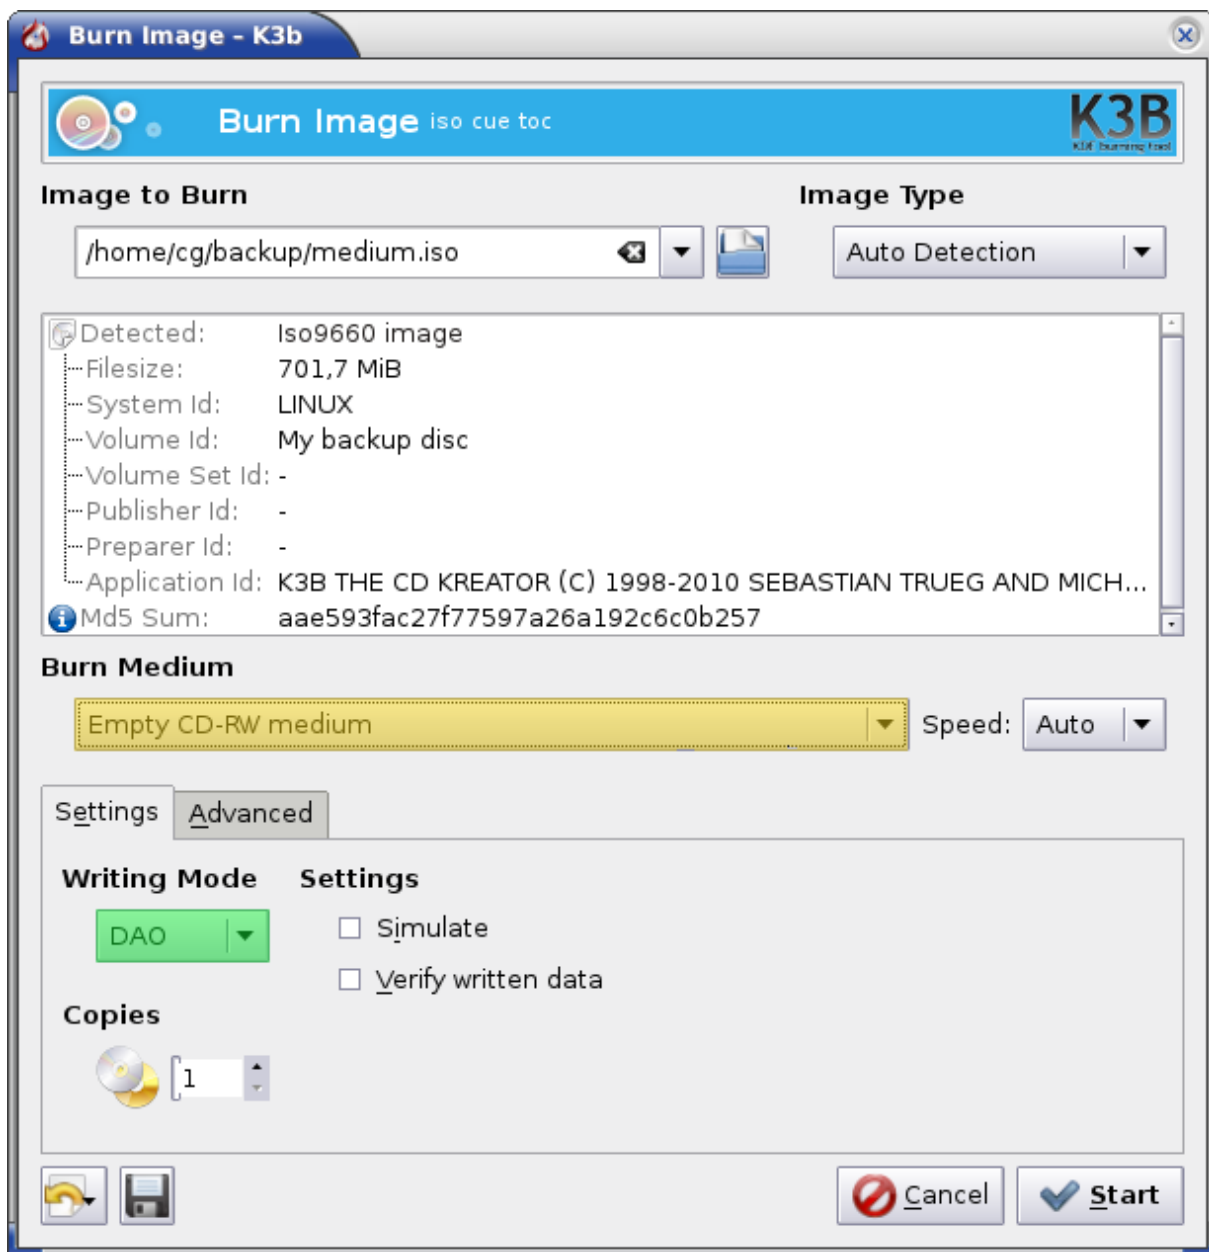 Burn Image – K3b
Burn Image iso cue toc
K3B
KDE burning tool
Image to Burn
Image Type
/home/cg/backup/medium.iso
Auto Detection
Detected: Iso9660 image
Filesize: 701,7 MiB
System Id: LINUX
Volume Id: My backup disc
Volume Set Id: -
Publisher Id: -
Preparer Id: -
Application Id: K3B THE CD KREATOR (C) 1998-2010 SEBASTIAN TRUEG AND MICH...
Md5 Sum: aae593fac27f77597a26a192c6c0b257
Burn Medium
Empty CD-RW medium
Speed: Auto
Settings Advanced
Writing Mode Settings
DAO
Simulate
Verify written data
Copies
1
Cancel
Start